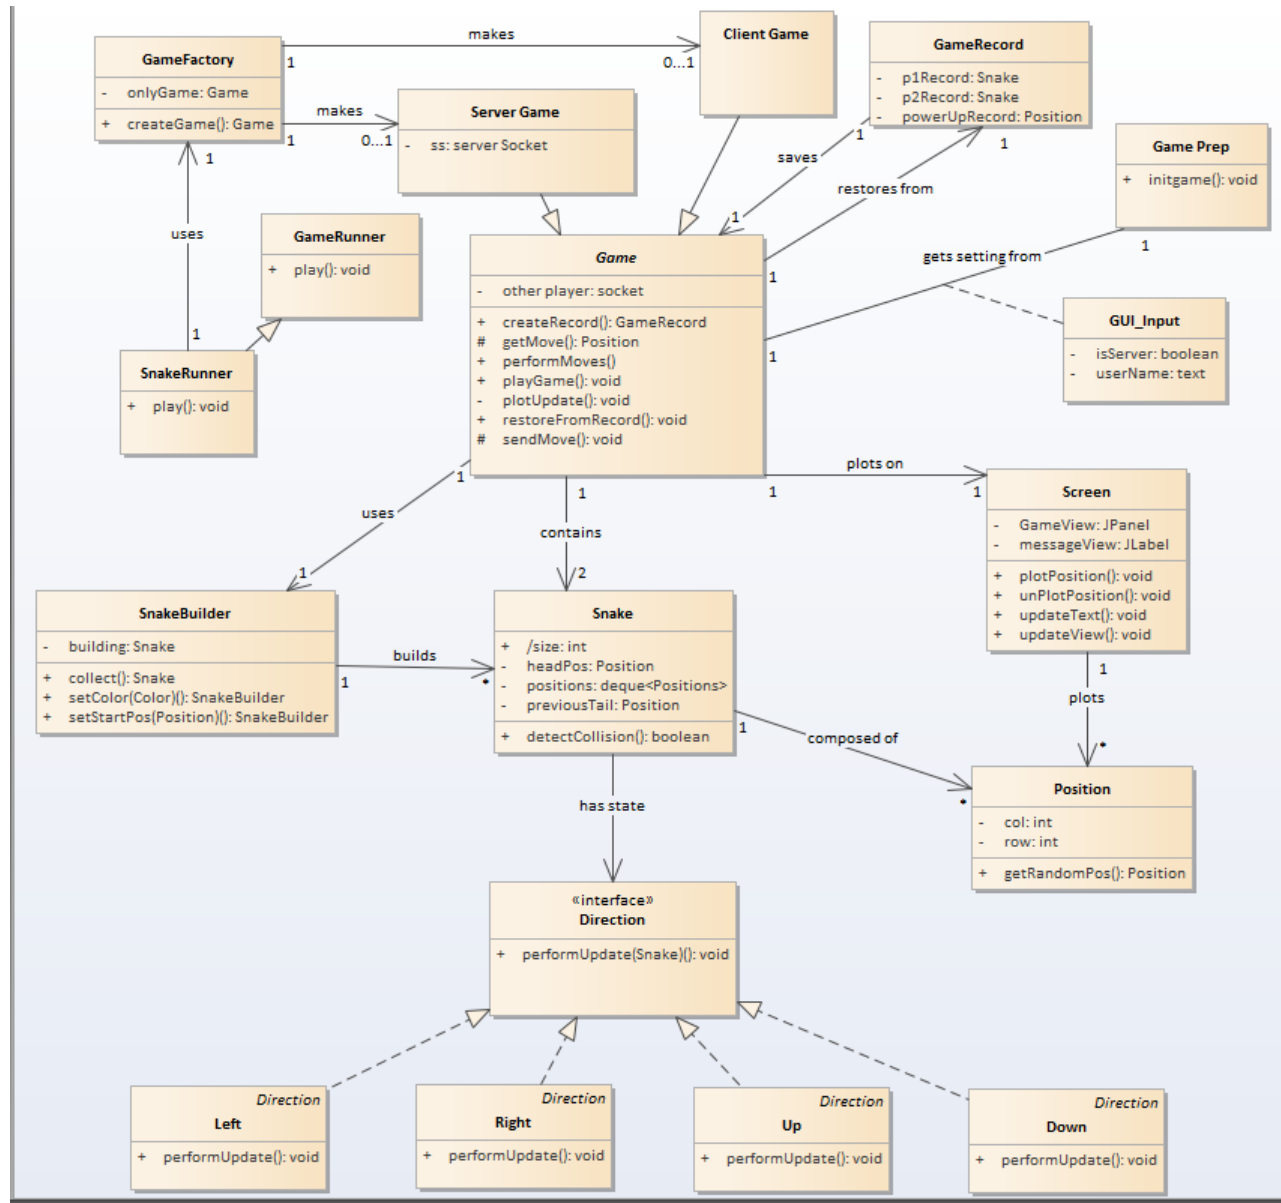 GameFactory
- onlyGame: Game
+ createGame(): Game
makes
1
0...1
Client Game
GameRecord
- p1Record: Snake
- p2Record: Snake
- powerUpRecord: Position
makes
1
0...1
Server Game
- ss: server Socket
1
saves
1
restores from
1
1
Game Prep
+ initgame(): void
1
gets setting from
1
GUI_Input
- isServer: boolean
- userName: text
1
uses
1
GameRunner
+ play(): void
SnakeRunner
+ play(): void
Game
- other player: socket
+ createRecord(): GameRecord
# getMove(): Position
+ performMoves()
+ playGame(): void
- plotUpdate(): void
+ restoreFromRecord(): void
# sendMove(): void
1
uses
1
1
contains
2
plots on
1
1
Screen
- GameView: JPanel
- messageView: JLabel
+ plotPosition(): void
+ unPlotPosition(): void
+ updateText(): void
+ updateView(): void
SnakeBuilder
- building: Snake
+ collect(): Snake
+ setColor(Color)(): SnakeBuilder
+ setStartPos(Position)(): SnakeBuilder
builds
1
*
Snake
+ /size: int
- headPos: Position
- positions: deque<Positions>
- previousTail: Position
+ detectCollision(): boolean
1
composed of
*
1
plots
*
Position
- col: int
- row: int
+ getRandomPos(): Position
has state
«interface»
Direction
+ performUpdate(Snake)(): void
Direction
Left
+ performUpdate(): void
Direction
Right
+ performUpdate(): void
Direction
Up
+ performUpdate(): void
Direction
Down
+ performUpdate(): void